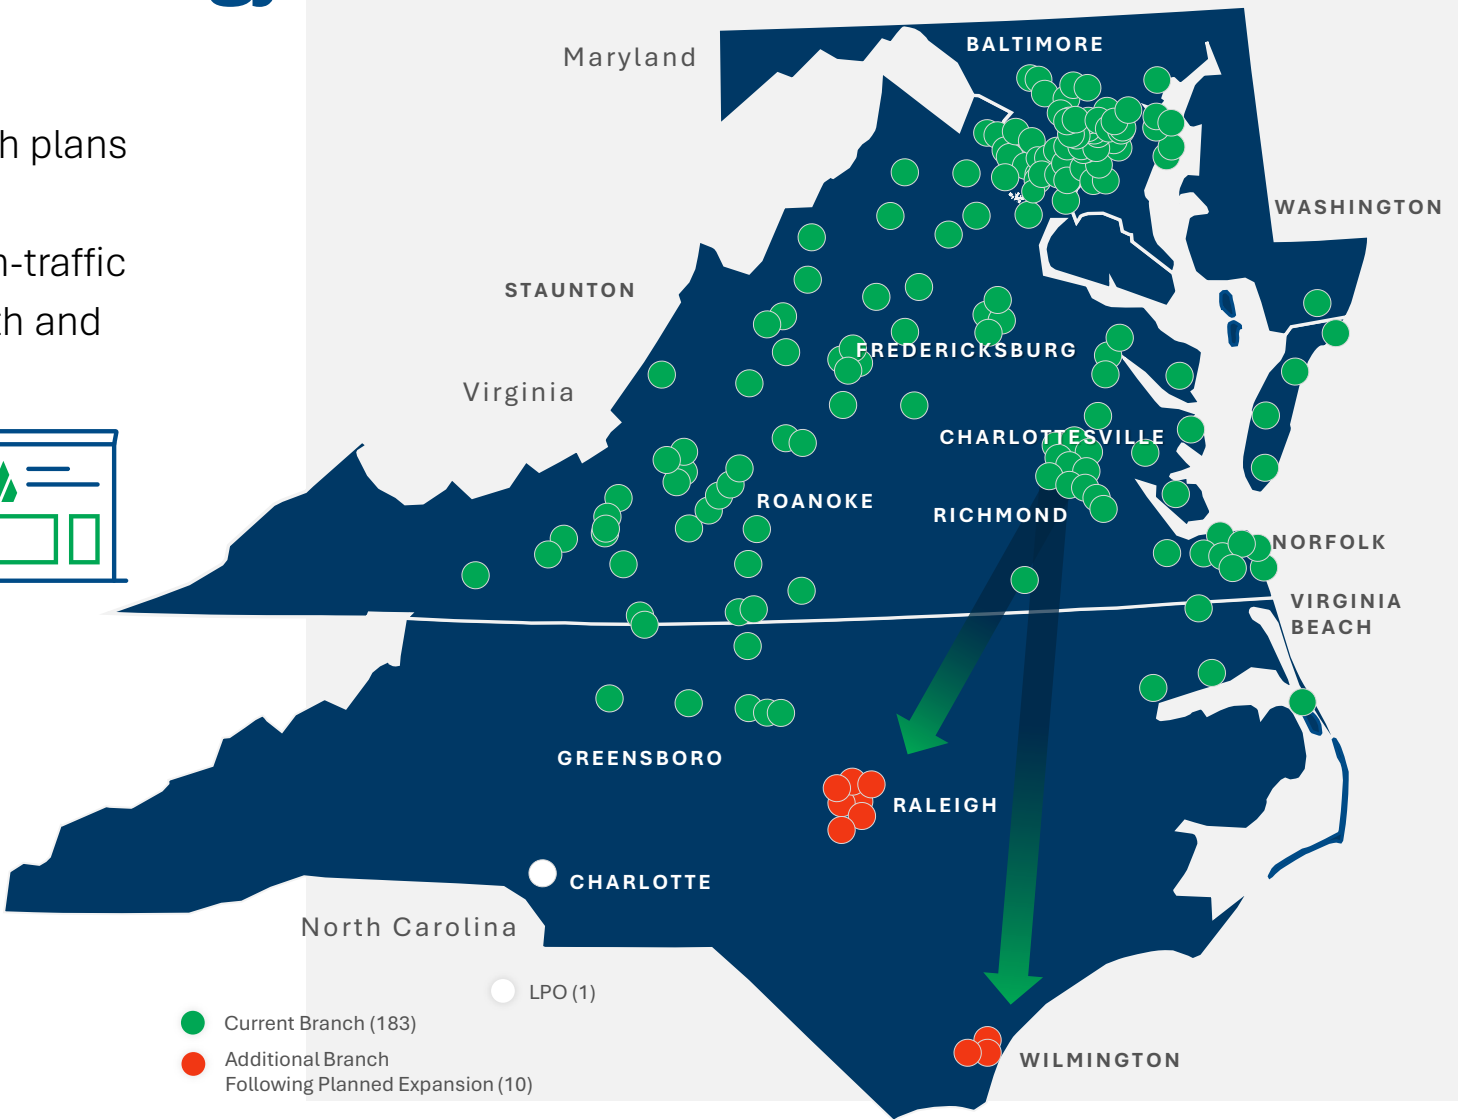 h plans
n-traffic
th and
Maryland
BALTIMORE
WASHINGTON
STAUNTON
FREDERICKSBURG
Virginia
CHARLOTTESVILLE
ROANOKE
RICHMOND
NORFOLK
VIRGINIA
BEACH
GREENSBORO
RALEIGH
CHARLOTTE
North Carolina
LPO (1)
Current Branch (183)
Additional Branch
Following Planned Expansion (10)
WILMINGTON